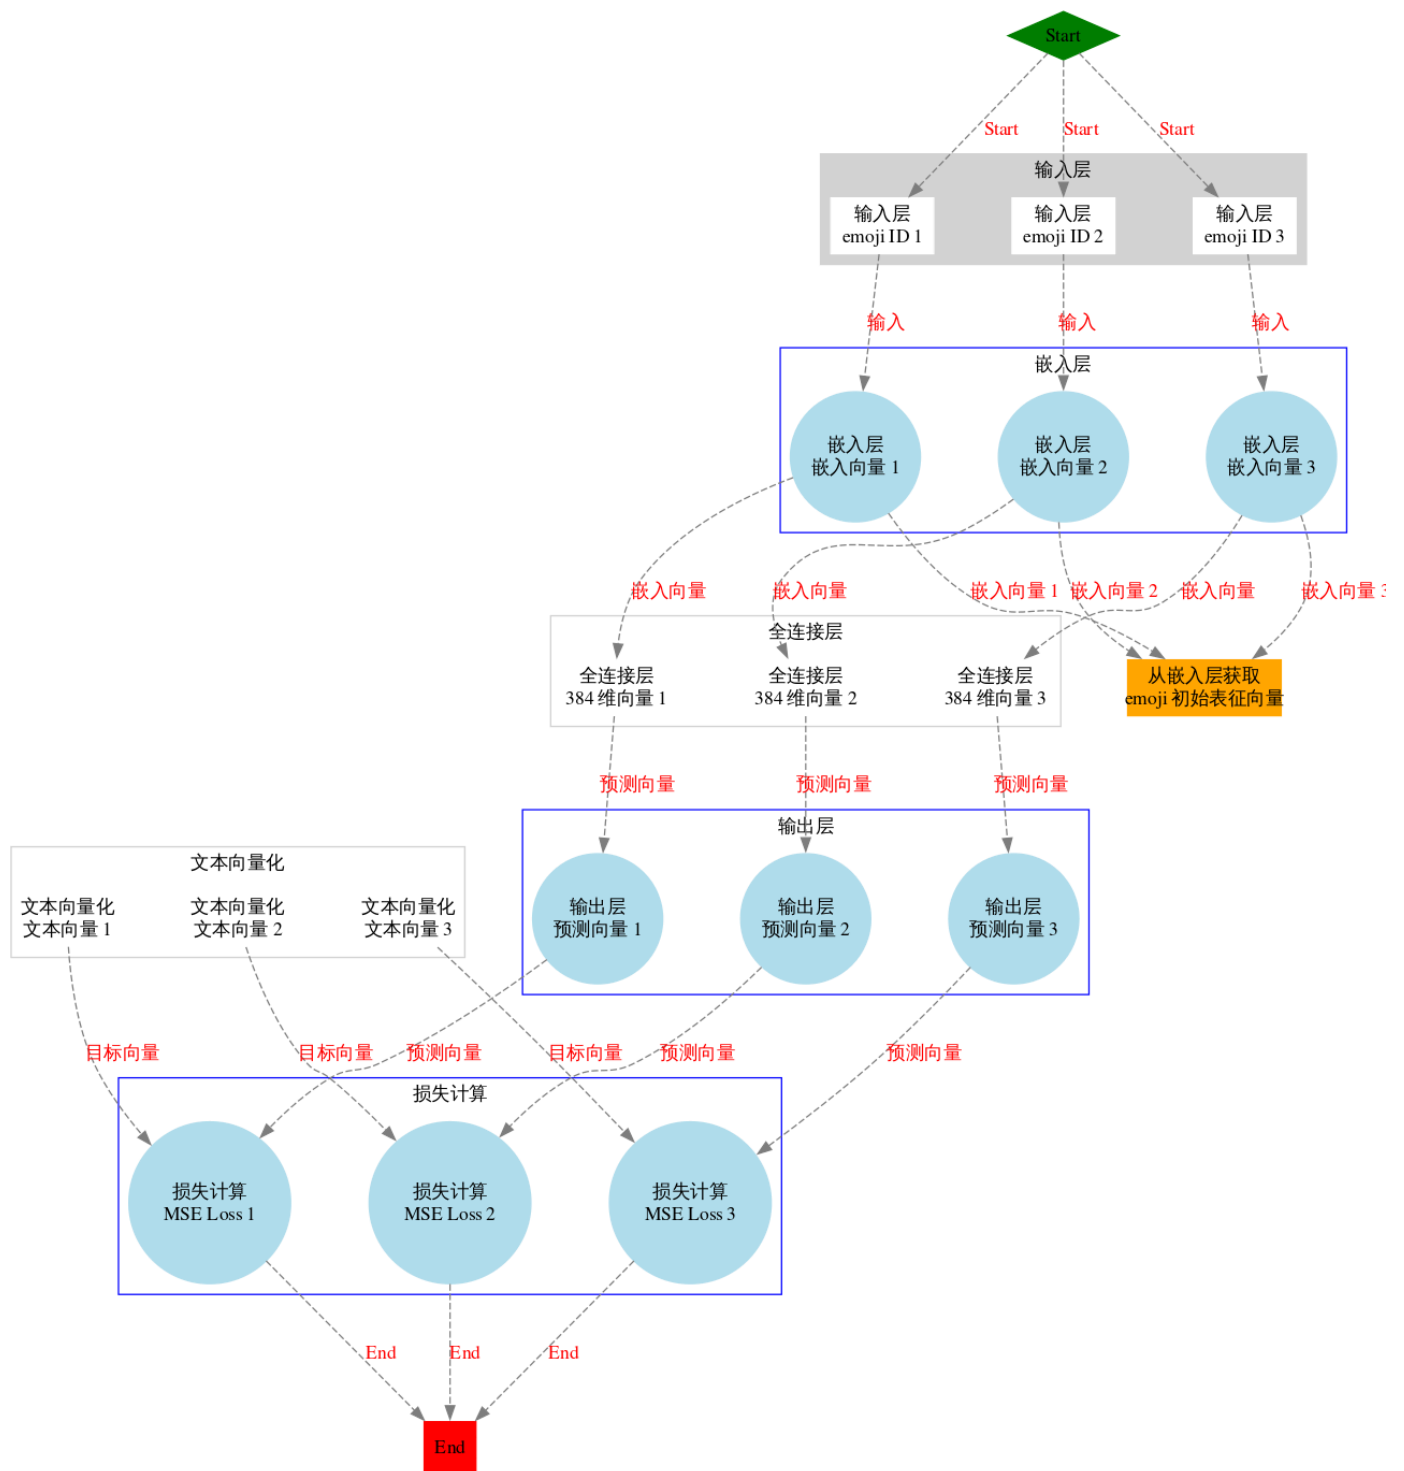 Start
Start
Start
Start
输入层
输入层
emoji ID 1
输入层
emoji ID 2
输入层
emoji ID 3
输入
输入
输入
嵌入层
嵌入层
嵌入向量 1
嵌入层
嵌入向量 2
嵌入层
嵌入向量 3
嵌入向量
嵌入向量
嵌入向量 1
嵌入向量 2
嵌入向量
嵌入向量 3
全连接层
全连接层
384 维向量 1
全连接层
384 维向量 2
全连接层
384 维向量 3
从嵌入层获取
emoji 初始表征向量
预测向量
预测向量
预测向量
输出层
输出层
预测向量 1
输出层
预测向量 2
输出层
预测向量 3
文本向量化
文本向量化
文本向量 1
文本向量化
文本向量 2
文本向量化
文本向量 3
目标向量
目标向量
预测向量
目标向量
预测向量
预测向量
损失计算
损失计算
MSE Loss 1
损失计算
MSE Loss 2
损失计算
MSE Loss 3
End
End
End
End